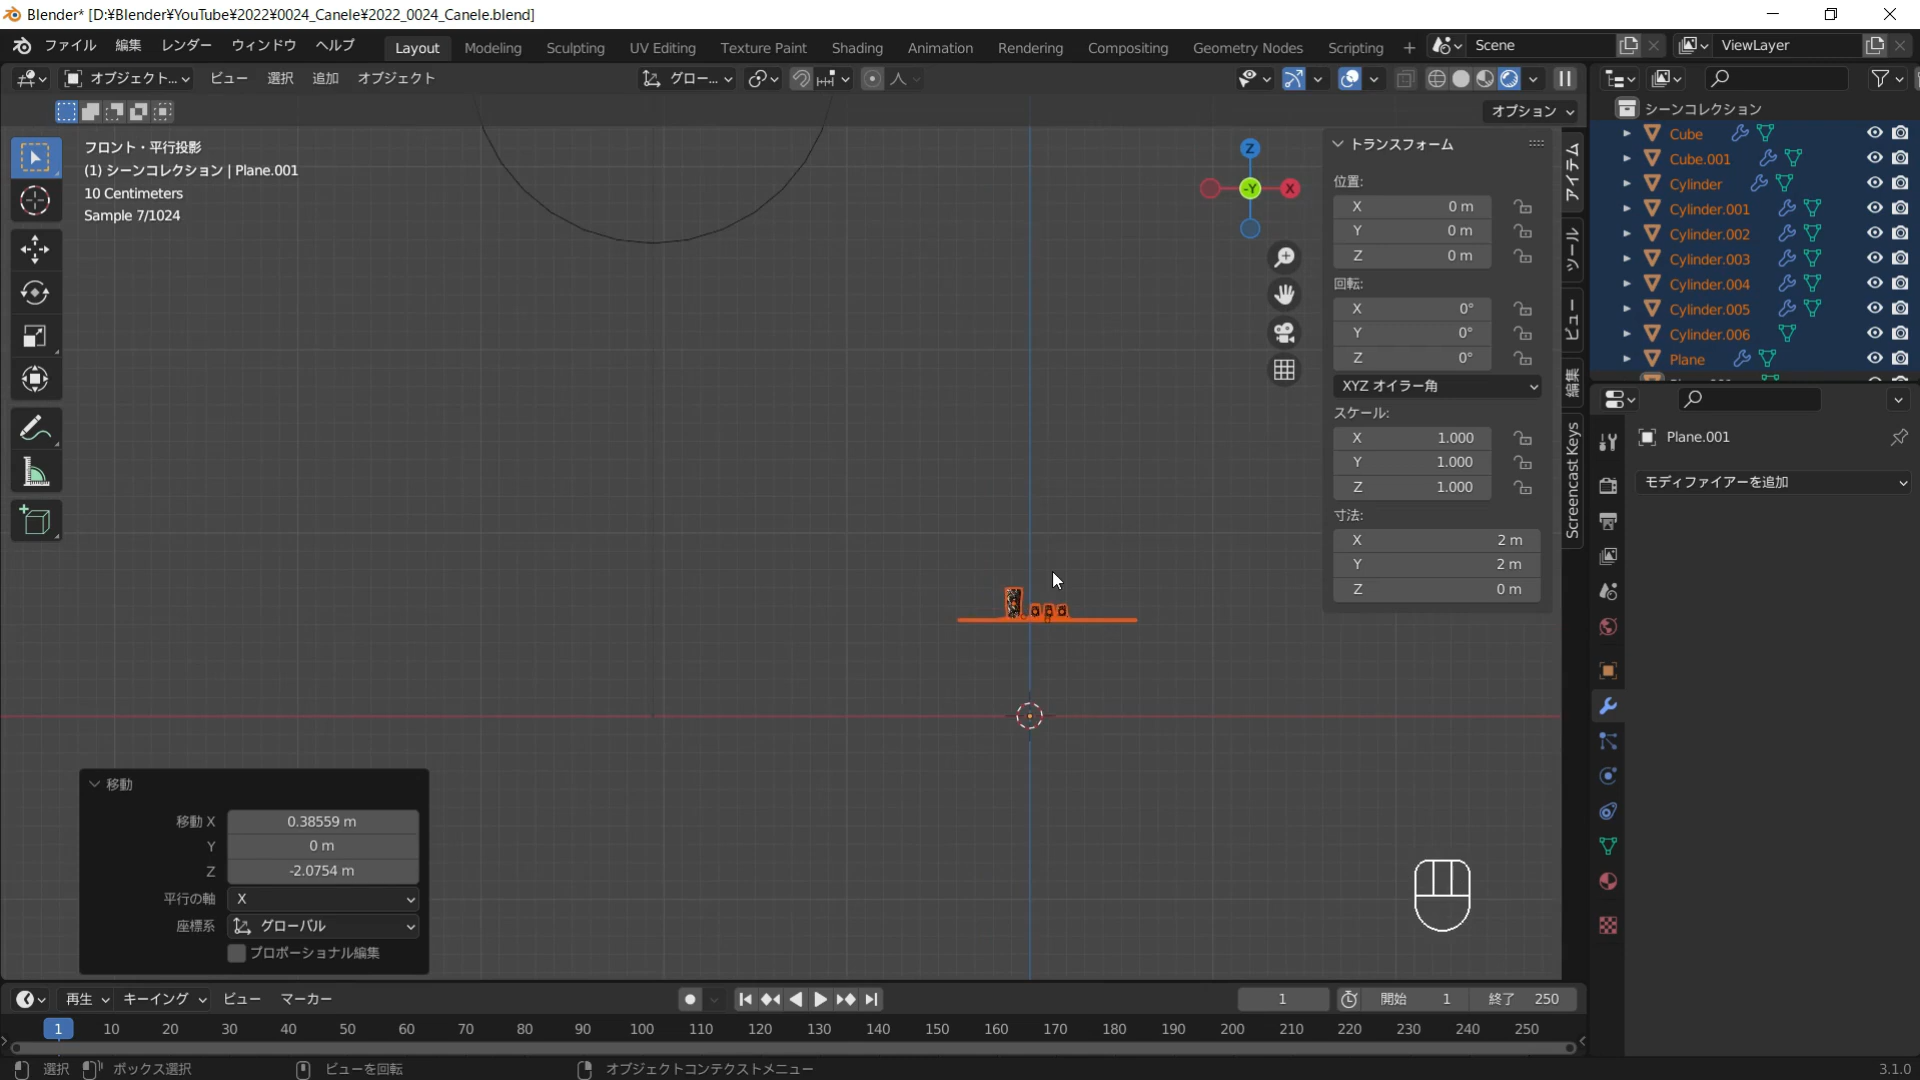 Blender* [D:¥Blender¥YouTube¥2022¥0024_Canele¥2022_0024_Canele.blend]
ファイル 編集 レンダー ウィンドウ ヘルプ Layout Modeling Sculpting UV Editing Texture Paint Shading Animation Rendering Compositing Geometry Nodes Scripting + Scene ViewLayer
オブジェクト... ビュー 選択 追加 オブジェクト グロー...
オプション
フロント・平行投影
(1) シーンコレクション | Plane.001
10 Centimeters
Sample 7/1024
Z
-Y
X
トランスフォーム
位置:
X 0 m
Y 0 m
Z 0 m
回転:
X 0°
Y 0°
Z 0°
XYZ オイラー角
スケール:
X 1.000
Y 1.000
Z 1.000
寸法:
X 2 m
Y 2 m
Z 0 m
アイテム
ツール
ビュー
編集
Screencast Keys
シーンコレクション
Cube
Cube.001
Cylinder
Cylinder.001
Cylinder.002
Cylinder.003
Cylinder.004
Cylinder.005
Cylinder.006
Plane
Plane.001
モディファイアーを追加
移動
移動 X 0.38559 m
Y 0 m
Z -2.0754 m
平行の軸 X
座標系 グローバル
プロポーショナル編集
再生 キーイング ビュー マーカー 1 開始 1 終了 250
1 10 20 30 40 50 60 70 80 90 100 110 120 130 140 150 160 170 180 190 200 210 220 230 240 250
選択 ボックス選択 ビューを回転 オブジェクトコンテクストメニュー 3.1.0